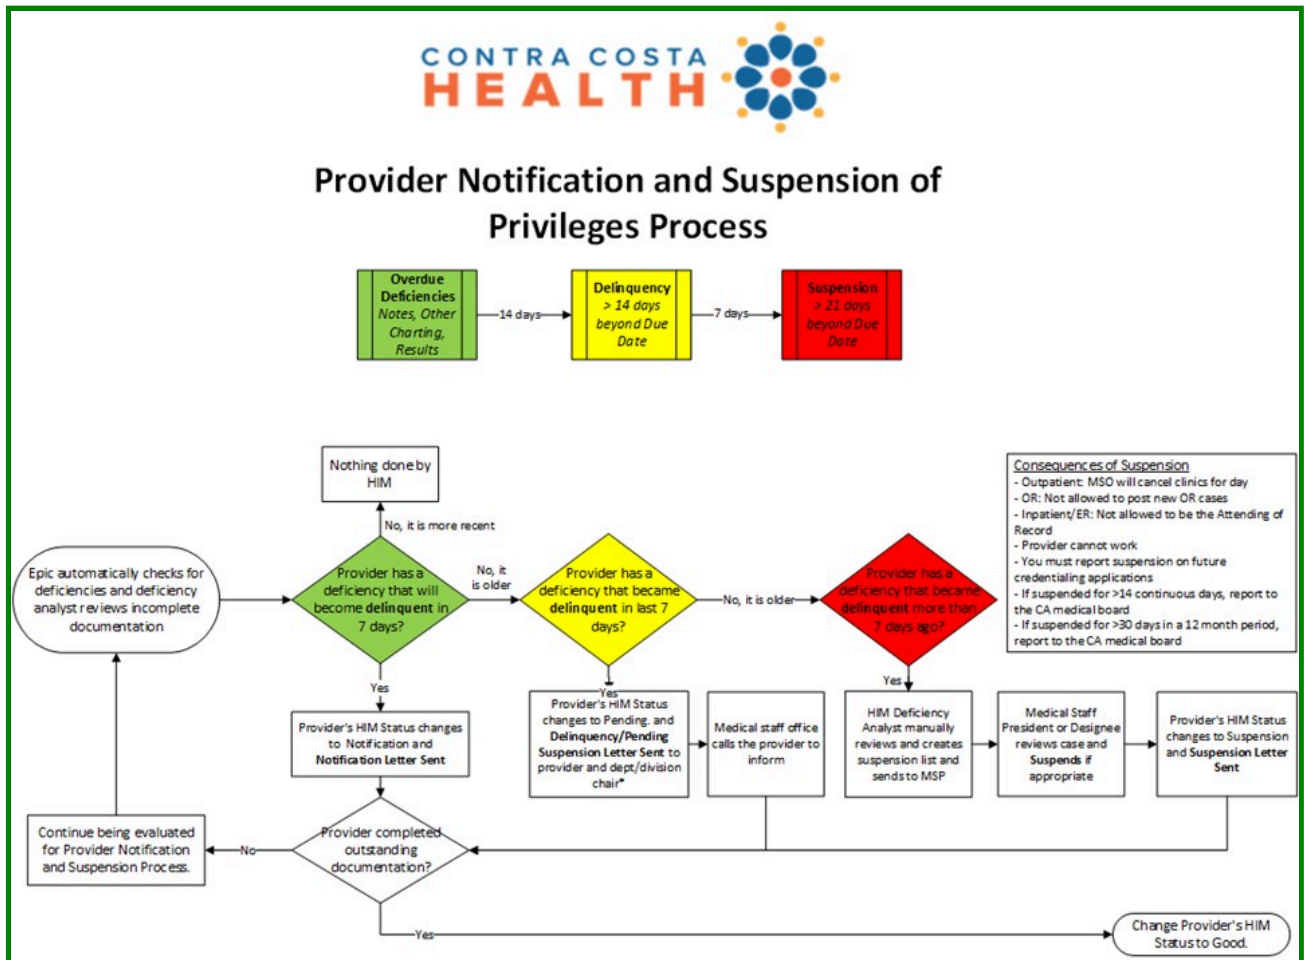 CONTRA COSTA
HEALTH
Provider Notification and Suspension of
Privileges Process
Overdue
Deficiencies
Notes, Other
Charting,
Results
14 days
Delinquency
> 14 days
beyond Due
Date
7 days
Suspension
> 21 days
beyond Due
Date
Nothing done by
HIM
No, it is more recent
Epic automatically checks for
deficiencies and deficiency
analyst reviews incomplete
documentation
Provider has a
deficiency that will
become delinquent in
7 days?
No, it
is older
Provider has a
deficiency that became
delinquent in last 7
days?
No, it is older
Provider has a
deficiency that became
delinquent more than
7 days ago?
Consequences of Suspension
- Outpatient: MSO will cancel clinics for day
- OR: Not allowed to post new OR cases
- Inpatient/ER: Not allowed to be the Attending of
Record
- Provider cannot work
- You must report suspension on future
credentialing applications
- If suspended for >14 continuous days, report to
the CA medical board
- If suspended for >30 days in a 12 month period,
report to the CA medical board
Yes
Yes
Yes
Provider's HIM Status changes
to Notification and
Notification Letter Sent
Provider's HIM Status
changes to Pending. and
Delinquency/Pending
Suspension Letter Sent to
provider and dept/division
chair*
Medical staff office
calls the provider to
inform
HIM Deficiency
Analyst manually
reviews and creates
suspension list and
sends to MSP
Medical Staff
President or Designee
reviews case and
Suspends if
appropriate
Provider's HIM Status
changes to Suspension
and Suspension Letter
Sent
Continue being evaluated
for Provider Notification
and Suspension Process.
No
Provider completed
outstanding
documentation?
Yes
Change Provider's HIM
Status to Good.